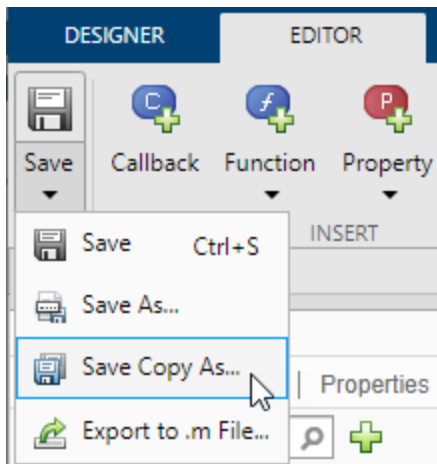 DESIGNER EDITOR
C f P
Save Callback Function Property
INSERT
Save Ctrl+S
Save As...
Save Copy As...
Properties
Export to .m File...